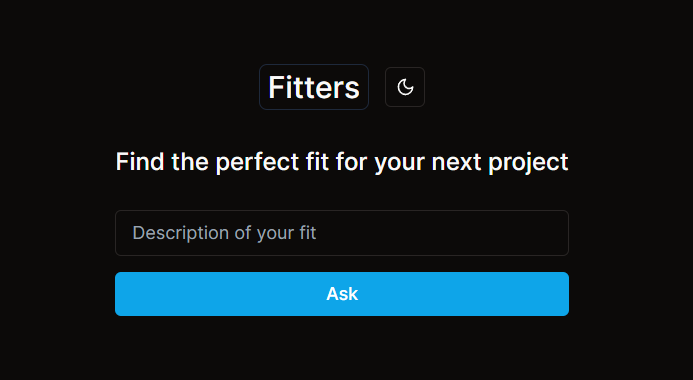 Fitters
Find the perfect fit for your next project
Description of your fit
Ask